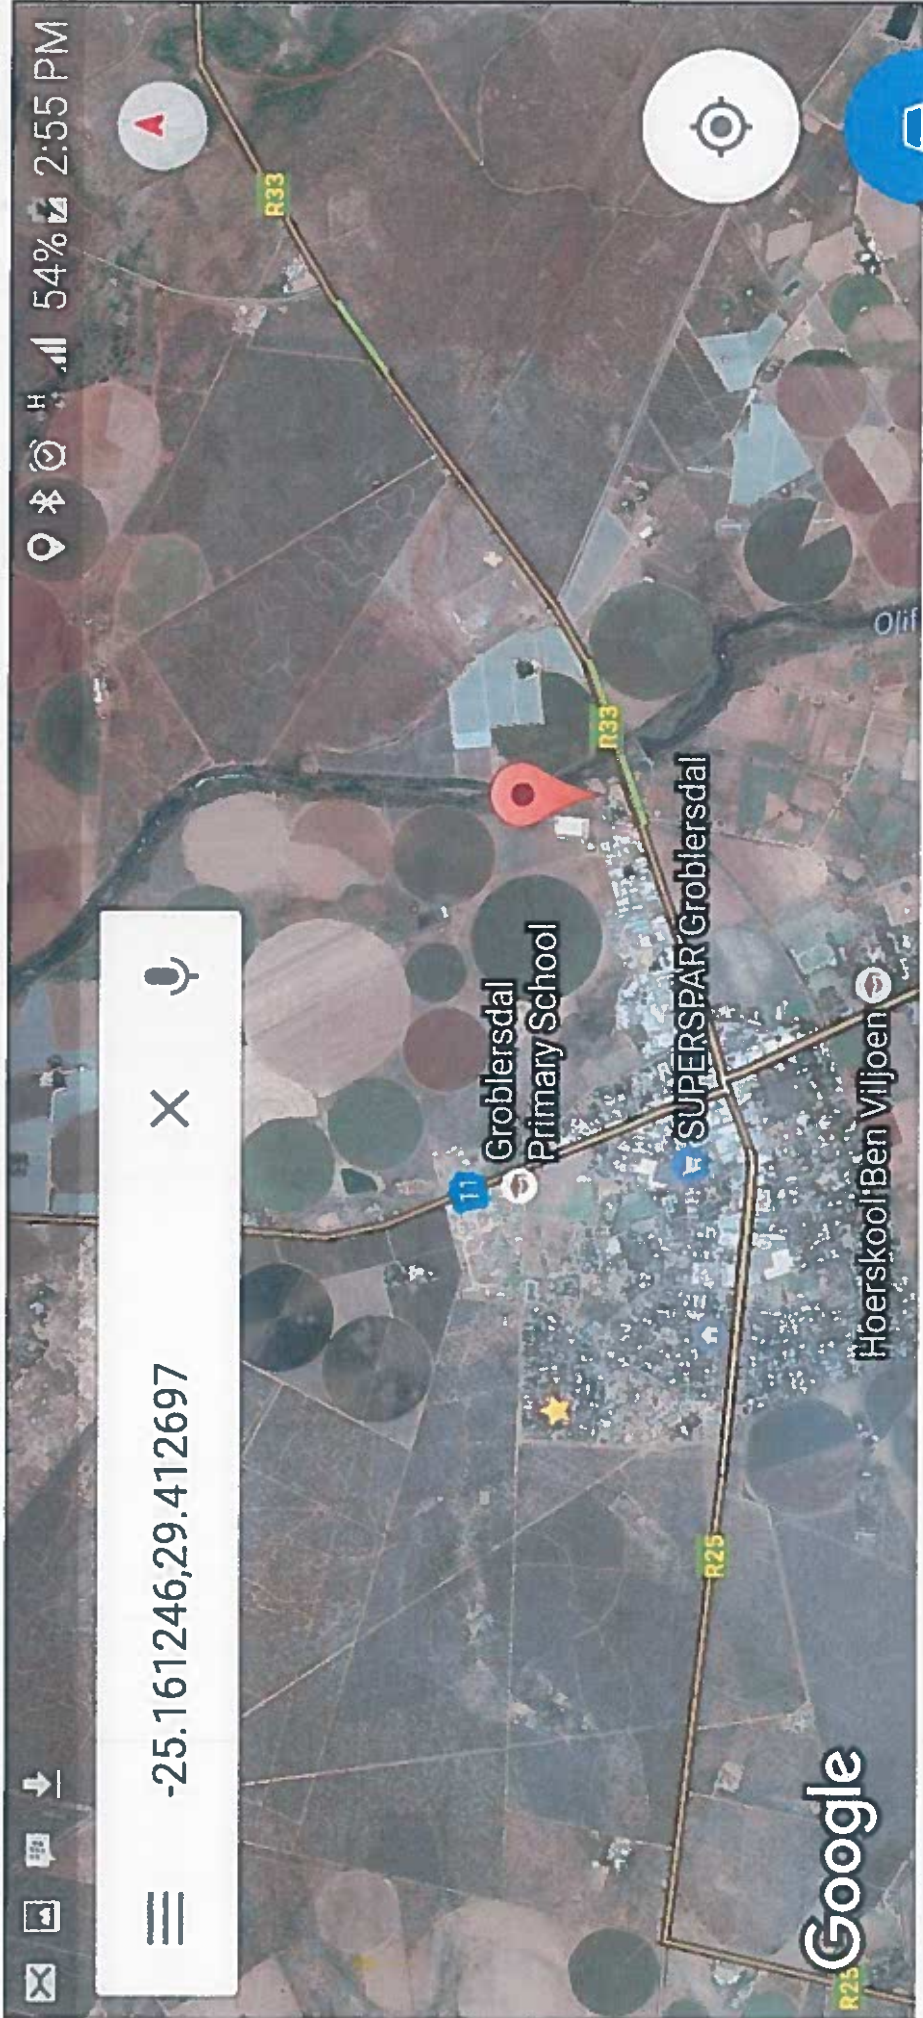 54% 2:55 PM
H
-25.161246,29.412697
R33
11
Groblersdal
Primary School
R33
SUPERSPAR Groblersdal
Olif
R25
Hoerskool Ben Viljoen
Google
R25